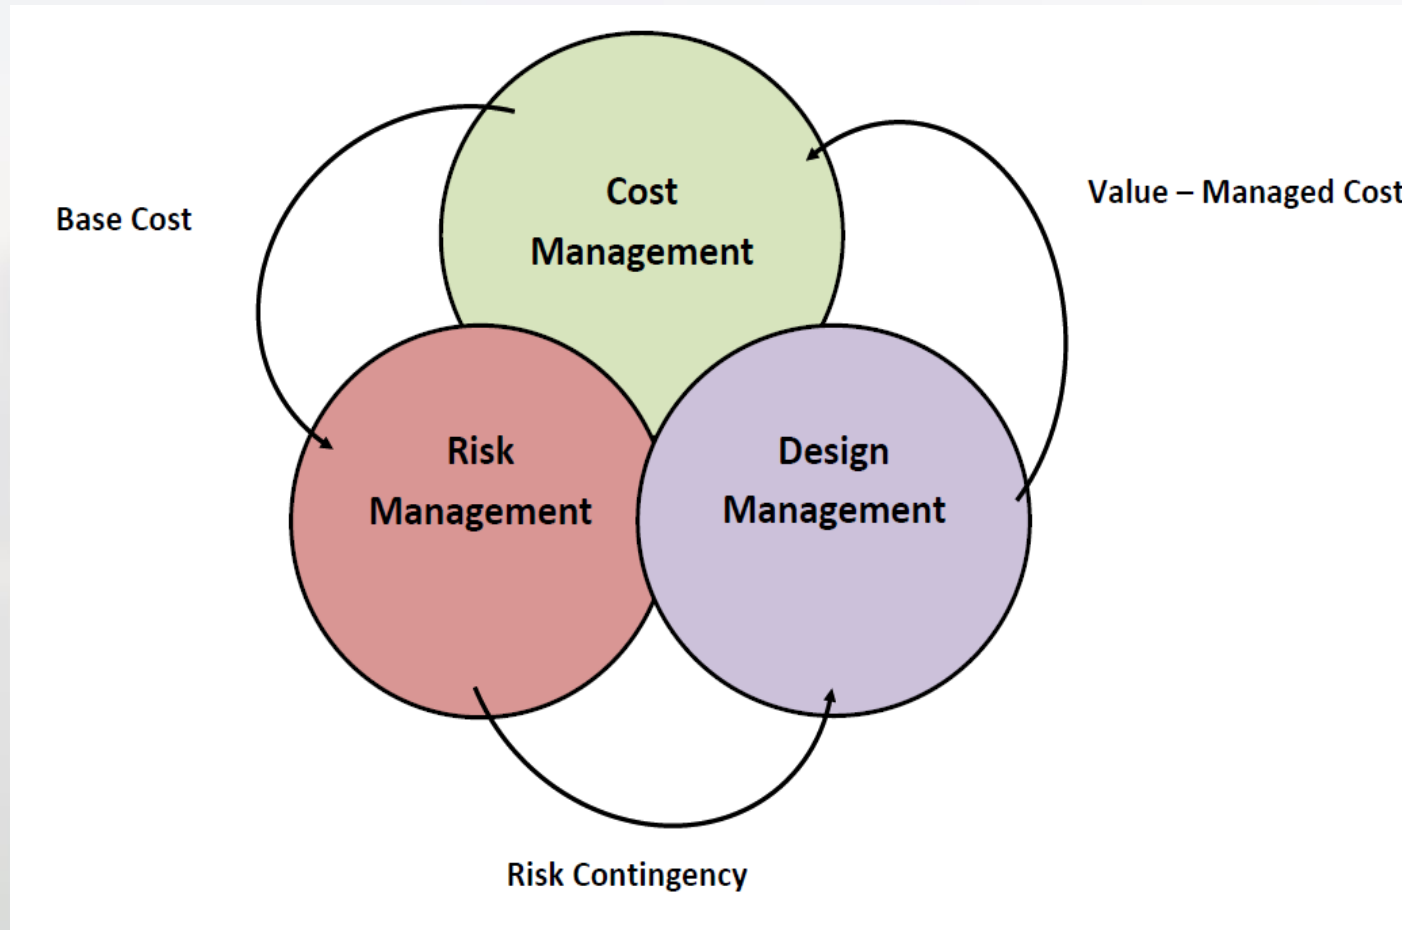 Cost
Management
Base Cost
Value – Managed Cost
Risk
Management
Design
Management
Risk Contingency